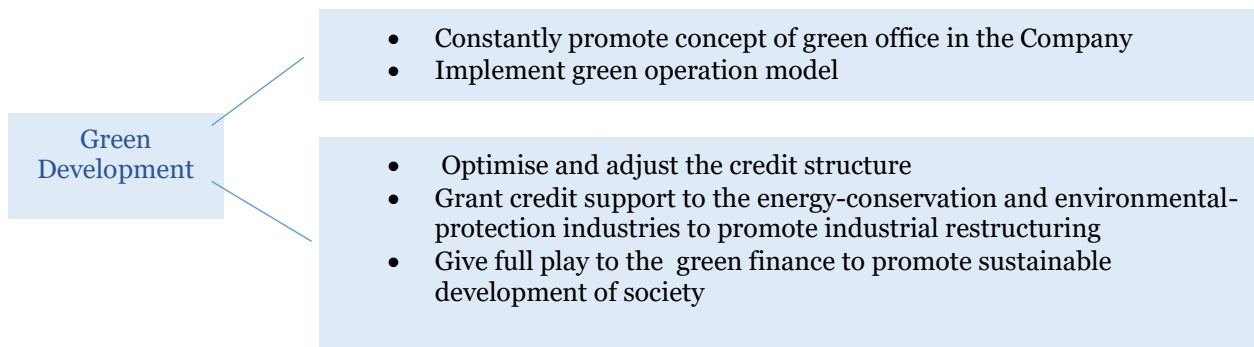 Green
Development
• Constantly promote concept of green office in the Company
• Implement green operation model
• Optimise and adjust the credit structure
• Grant credit support to the energy-conservation and environmental-
protection industries to promote industrial restructuring
• Give full play to the green finance to promote sustainable
development of society